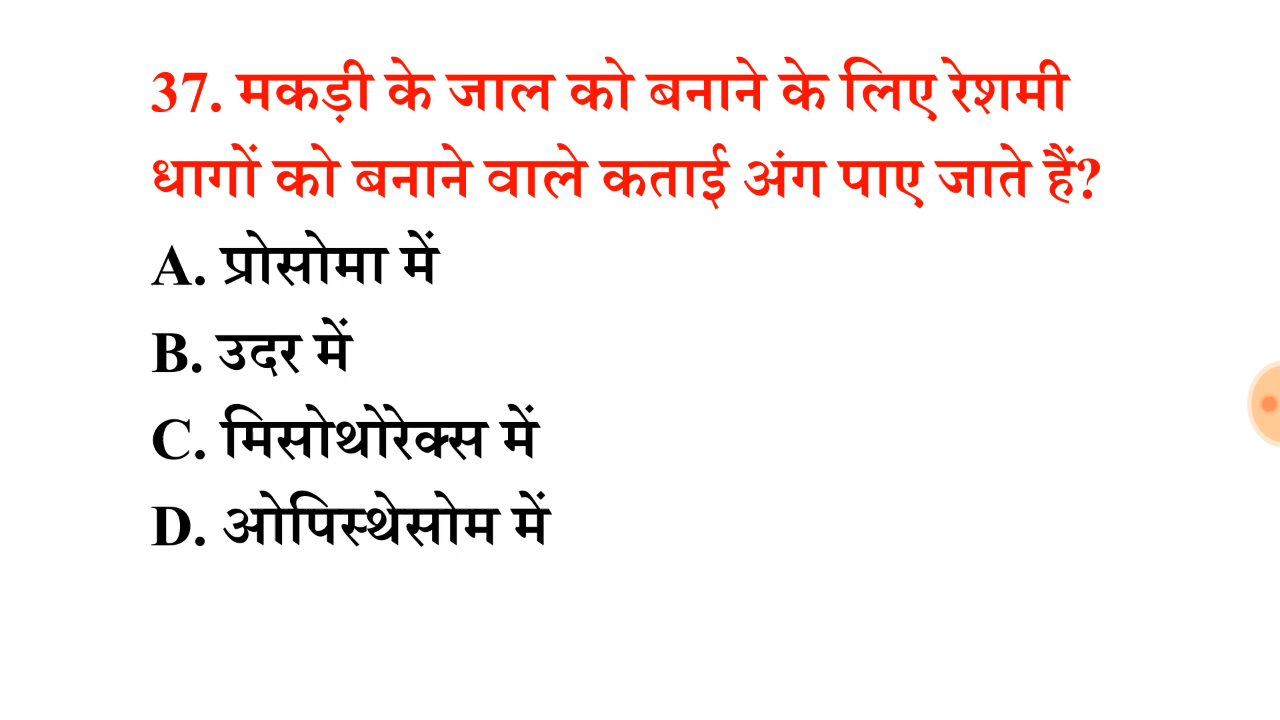 37. मकड़ी के जाल को बनाने के लिए रेशमी
धागों को बनाने वाले कताई अंग पाए जाते हैं?
A. प्रोसोमा में
B. उदर में
C. मिसोथोरेक्स में
D. ओपिस्थेसोम में